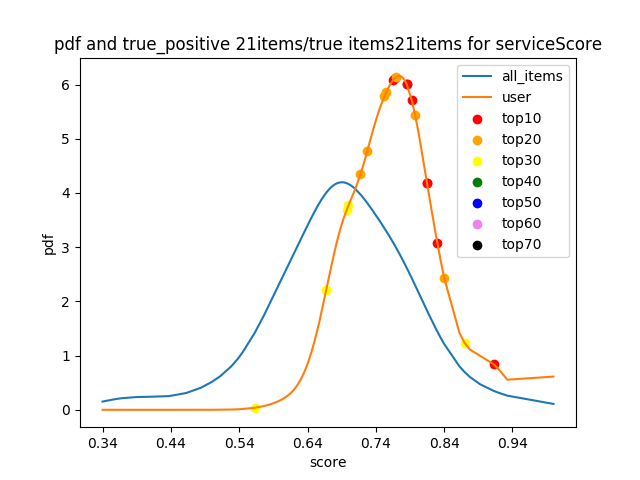 pdf and true_positive 21items/true items21items for serviceScore
all_items
user
top10
top20
top30
top40
top50
top60
top70
pdf
6
5
4
3
2
1
0
0.34 0.44 0.54 0.64 0.74 0.84 0.94
score